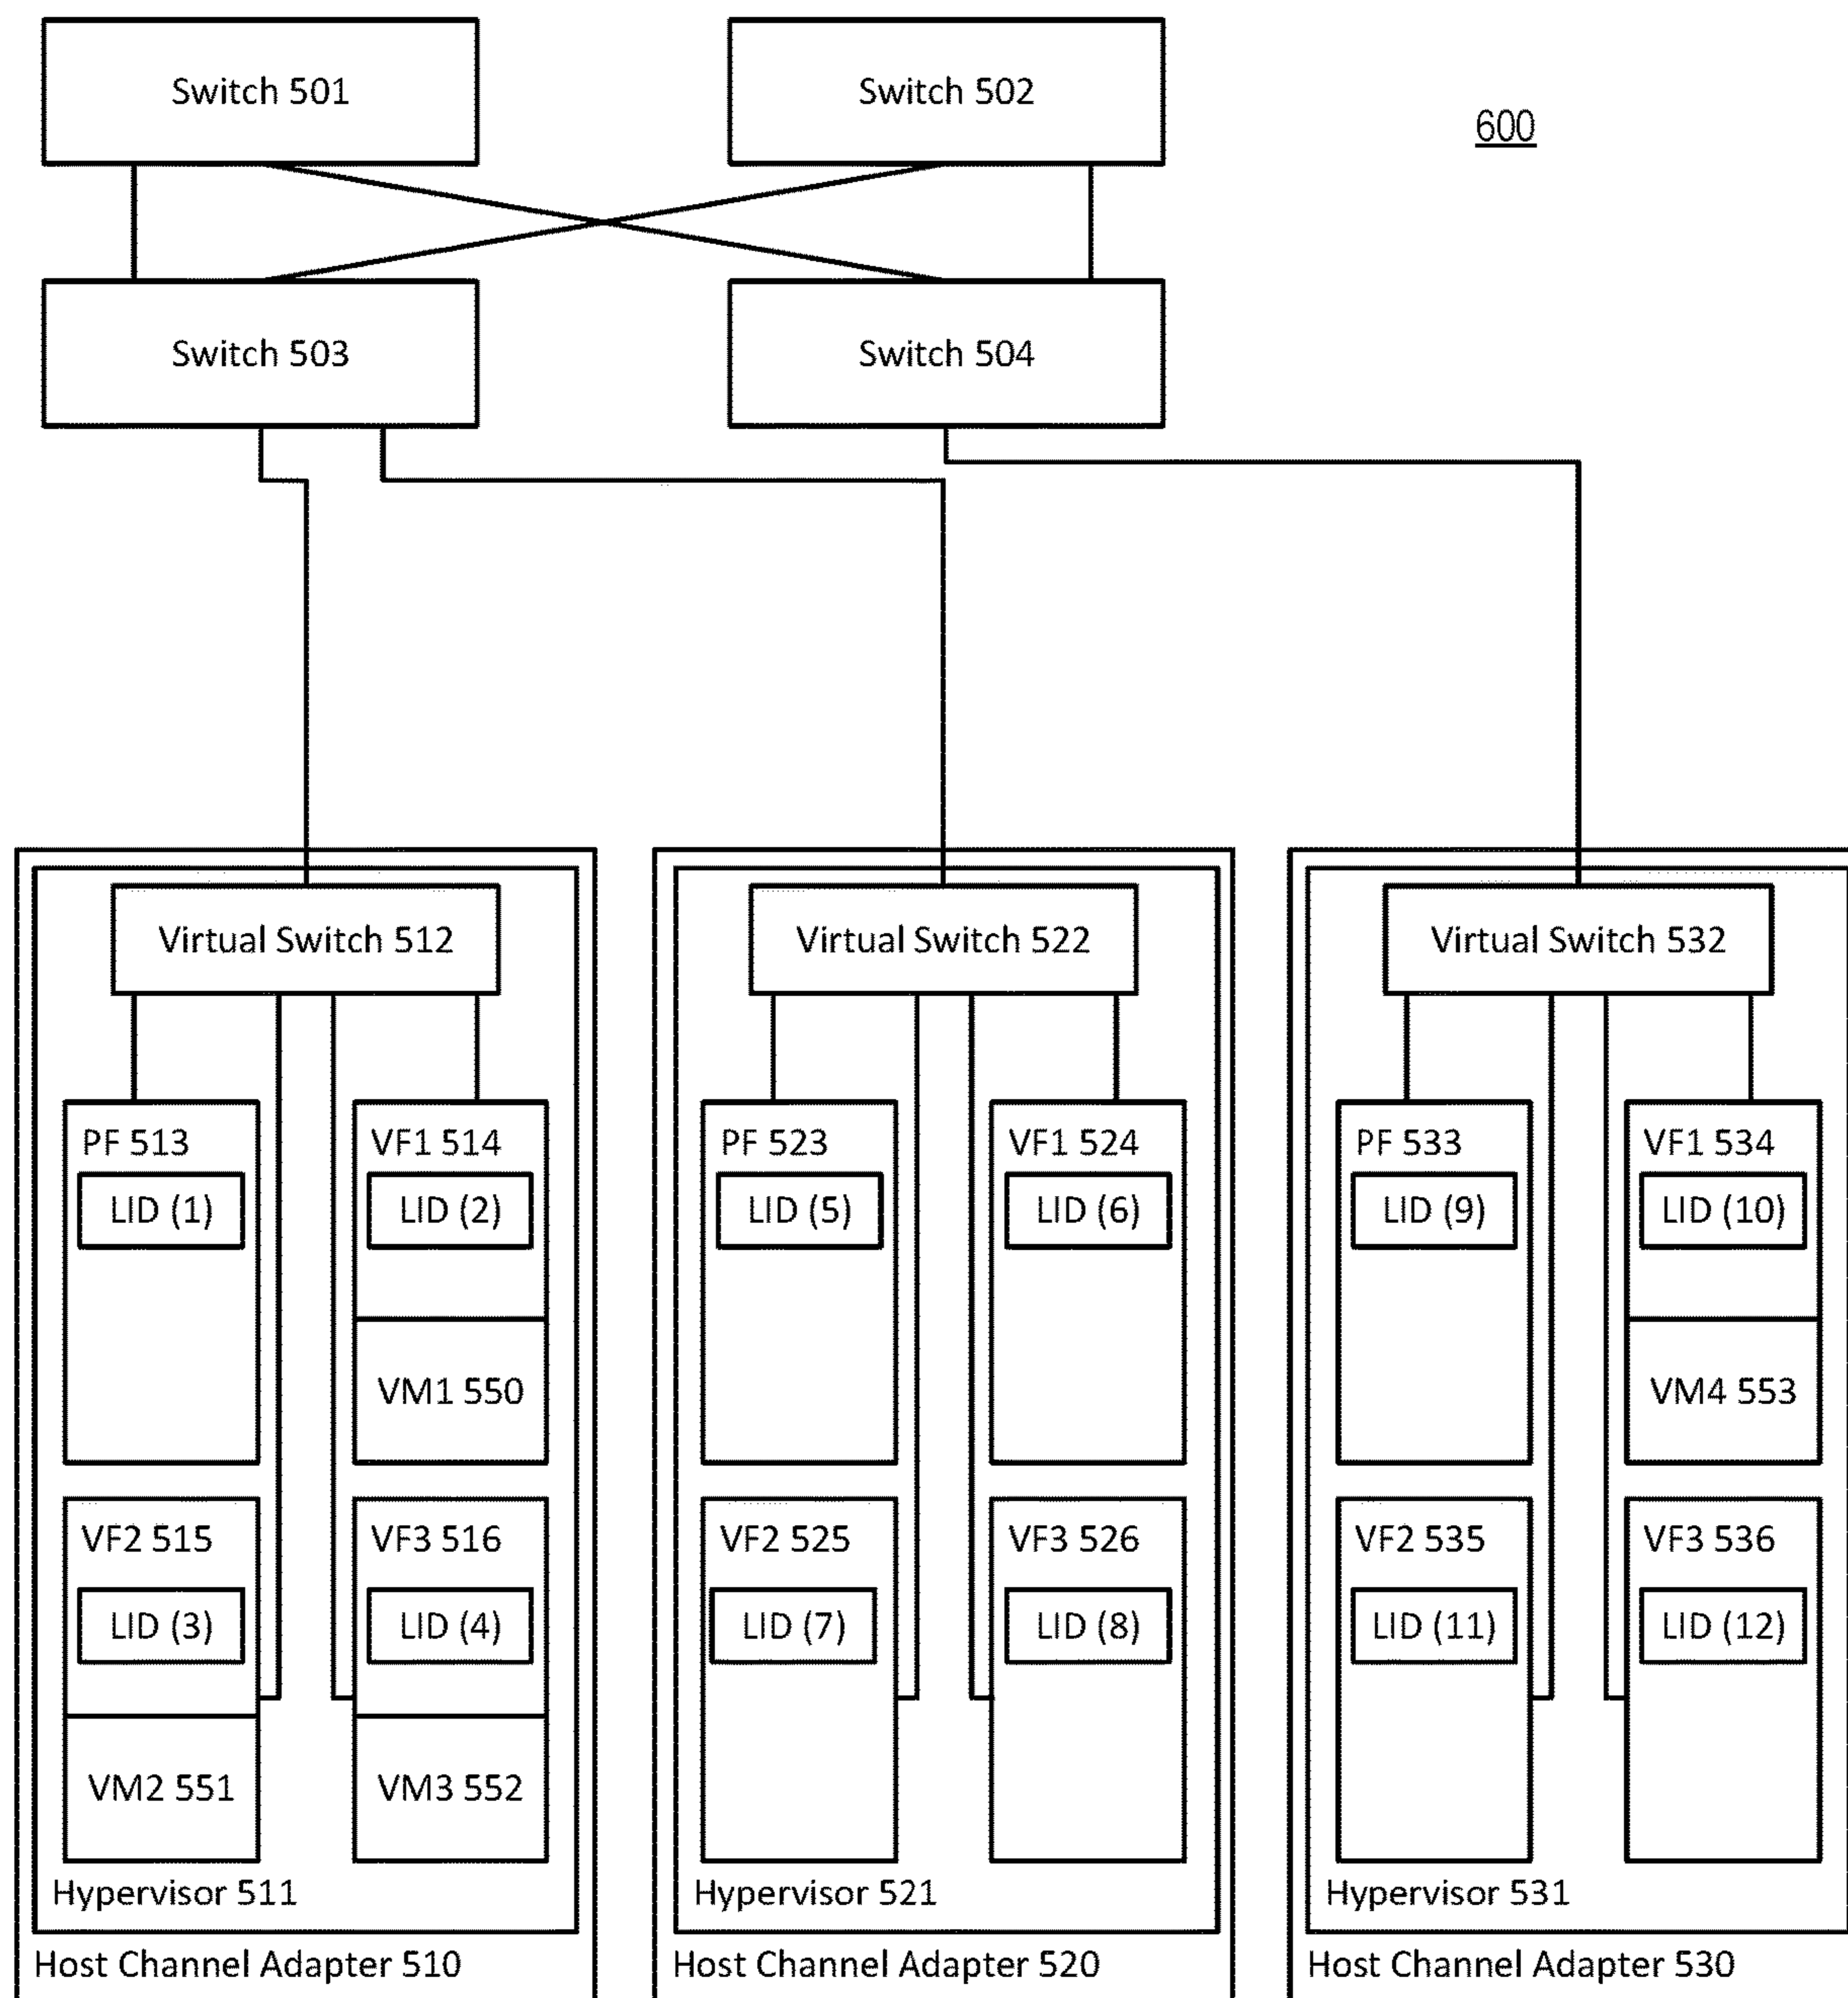 Switch 501
Switch 502
600
Switch 503
Switch 504
Virtual Switch 512
Virtual Switch 522
Virtual Switch 532
PF 513
LID (1)
VF1 514
LID (2)
VM1 550
PF 523
LID (5)
VF1 524
LID (6)
PF 533
LID (9)
VF1 534
LID (10)
VM4 553
VF2 515
LID (3)
VM2 551
VF3 516
LID (4)
VM3 552
VF2 525
LID (7)
VF3 526
LID (8)
VF2 535
LID (11)
VF3 536
LID (12)
Hypervisor 511
Hypervisor 521
Hypervisor 531
Host Channel Adapter 510
Host Channel Adapter 520
Host Channel Adapter 530